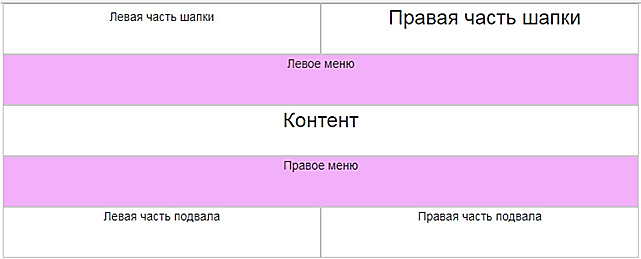 Левая часть шапки
Правая часть шапки
Левое меню
Контент
Правое меню
Левая часть подвала
Правая часть подвала